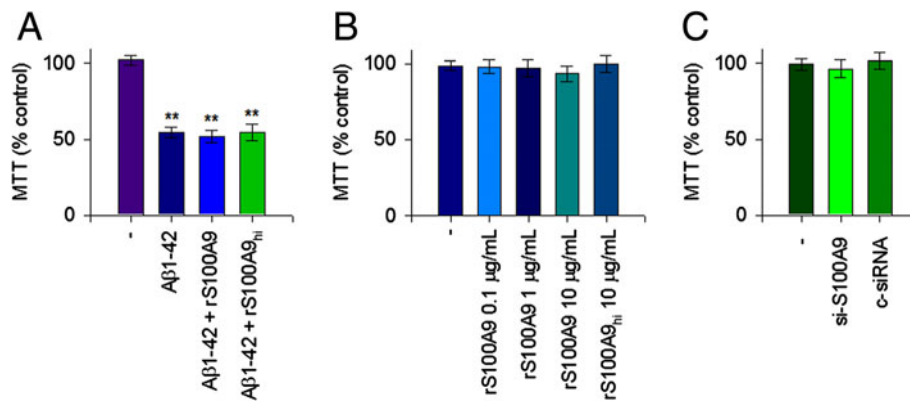 A
MTT (% control)
100
50
0
**
**
**
-
Aβ1-42
Aβ1-42 + rS100A9
Aβ1-42 + rS100A9hi
B
MTT (% control)
100
50
0
-
rS100A9 0.1 µg/mL
rS100A9 1 µg/mL
rS100A9 10 µg/mL
rS100A9hi 10 µg/mL
C
MTT (% control)
100
50
0
-
si-S100A9
c-siRNA